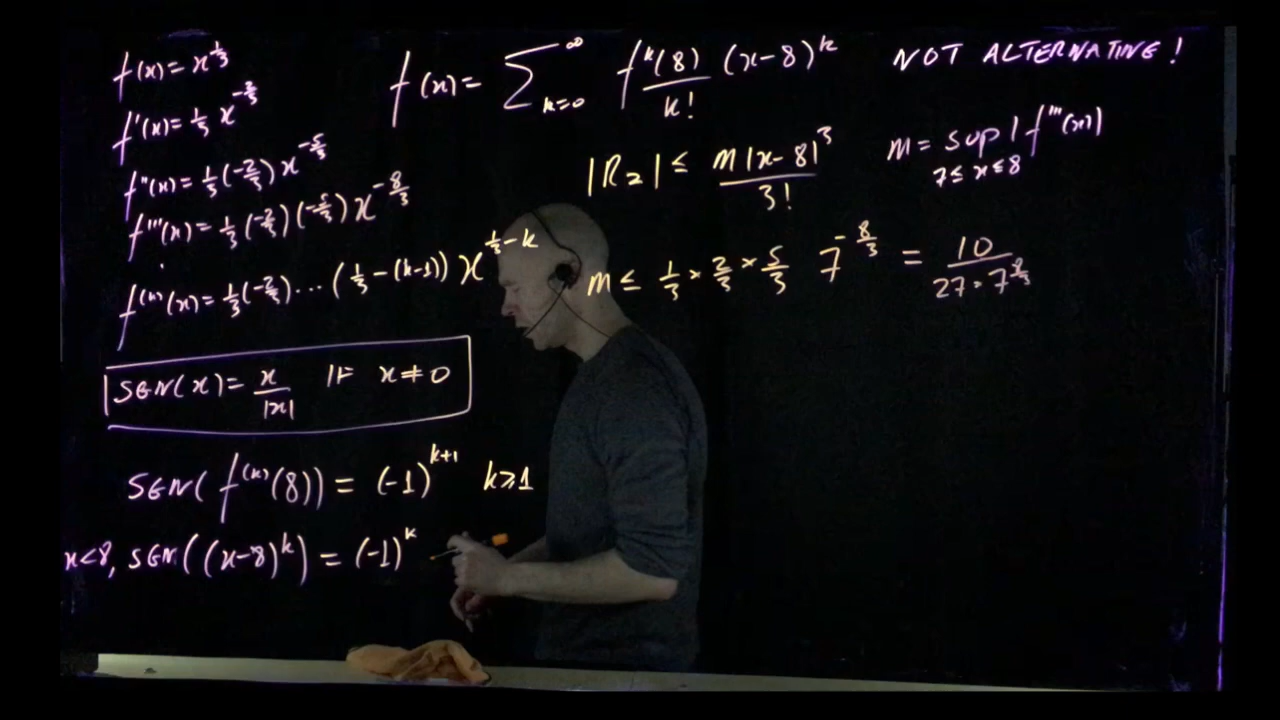 f(x) = x^{1/3}
f'(x) = 1/3 x^{-2/3}
f''(x) = 1/3 (-2/3) x^{-5/3}
f'''(x) = 1/3 (-2/3)(-5/3) x^{-8/3}
f^{(k)}(x) = 1/3 (-2/3) ... (1/3 - (k-1)) x^{1/3 - k}
SGN(x) = x/|x| IF x ≠ 0
SGN(f^{(k)}(8)) = (-1)^{k+1} k ≥ 1
x < 8, SGN((x-8)^k) = (-1)^k
f(x) = ∑_{k=0}^{∞} f^k(8)/k! (x-8)^k
|R_2| ≤ M|x-8|^3/3!
M ≤ 1/3 × 2/3 × 5/3 7^{-8/3} = 10/(27 · 7^{8/3})
NOT ALTERNATING!
M = sup |f'''(x)|
7 ≤ x ≤ 8